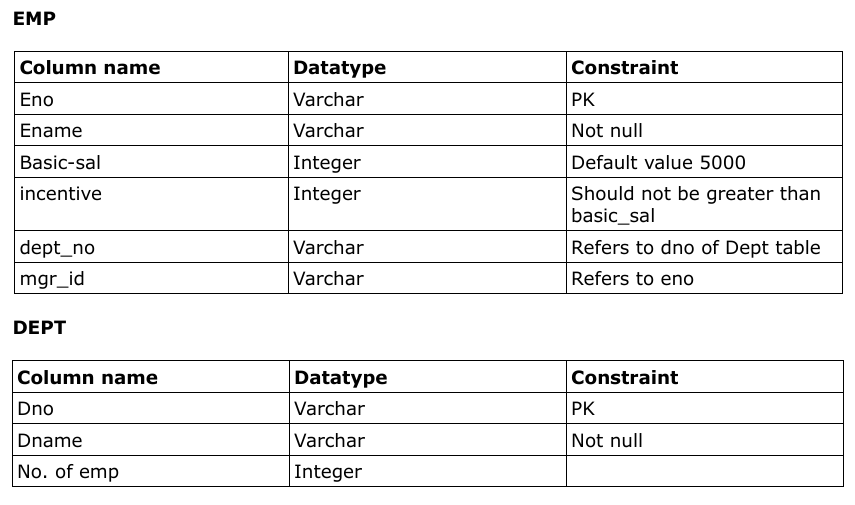 EMP
Column name Datatype Constraint
Eno Varchar PK
Ename Varchar Not null
Basic-sal Integer Default value 5000
incentive Integer Should not be greater than
basic_sal
dept_no Varchar Refers to dno of Dept table
mgr_id Varchar Refers to eno
DEPT
Column name Datatype Constraint
Dno Varchar PK
Dname Varchar Not null
No. of emp Integer